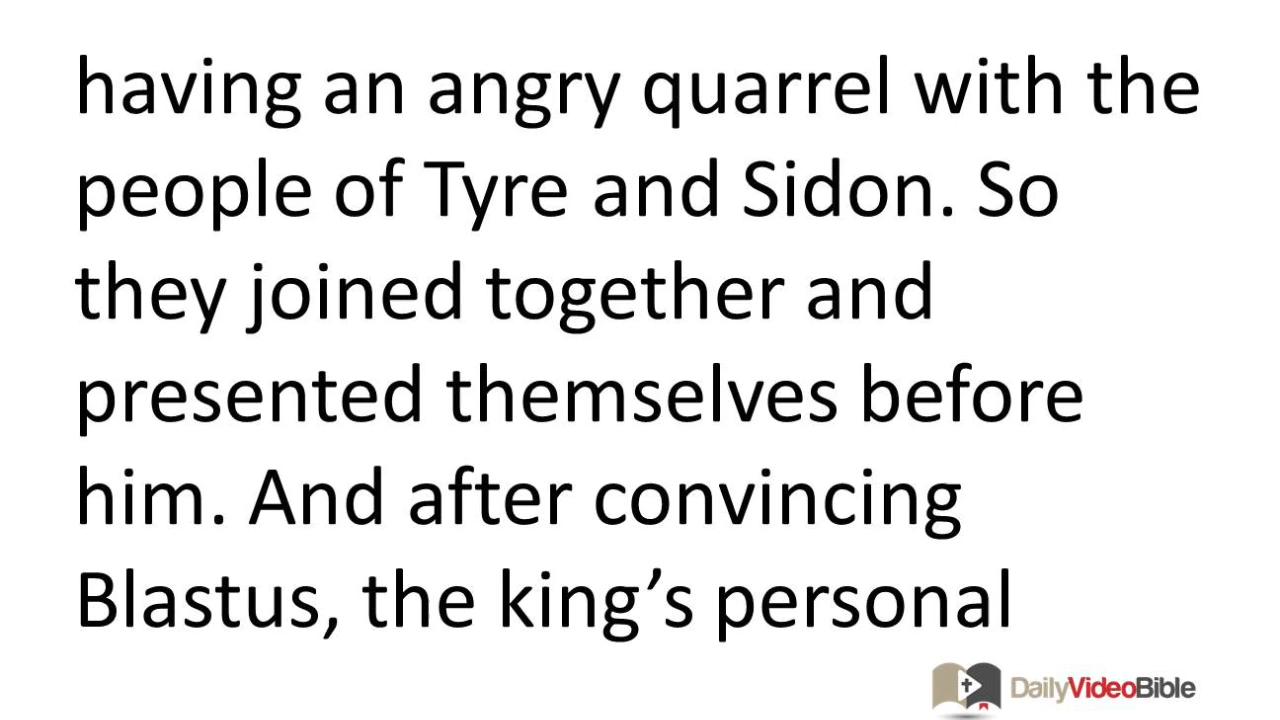 having an angry quarrel with the
people of Tyre and Sidon. So
they joined together and
presented themselves before
him. And after convincing
Blastus, the king’s personal
DailyVideoBible